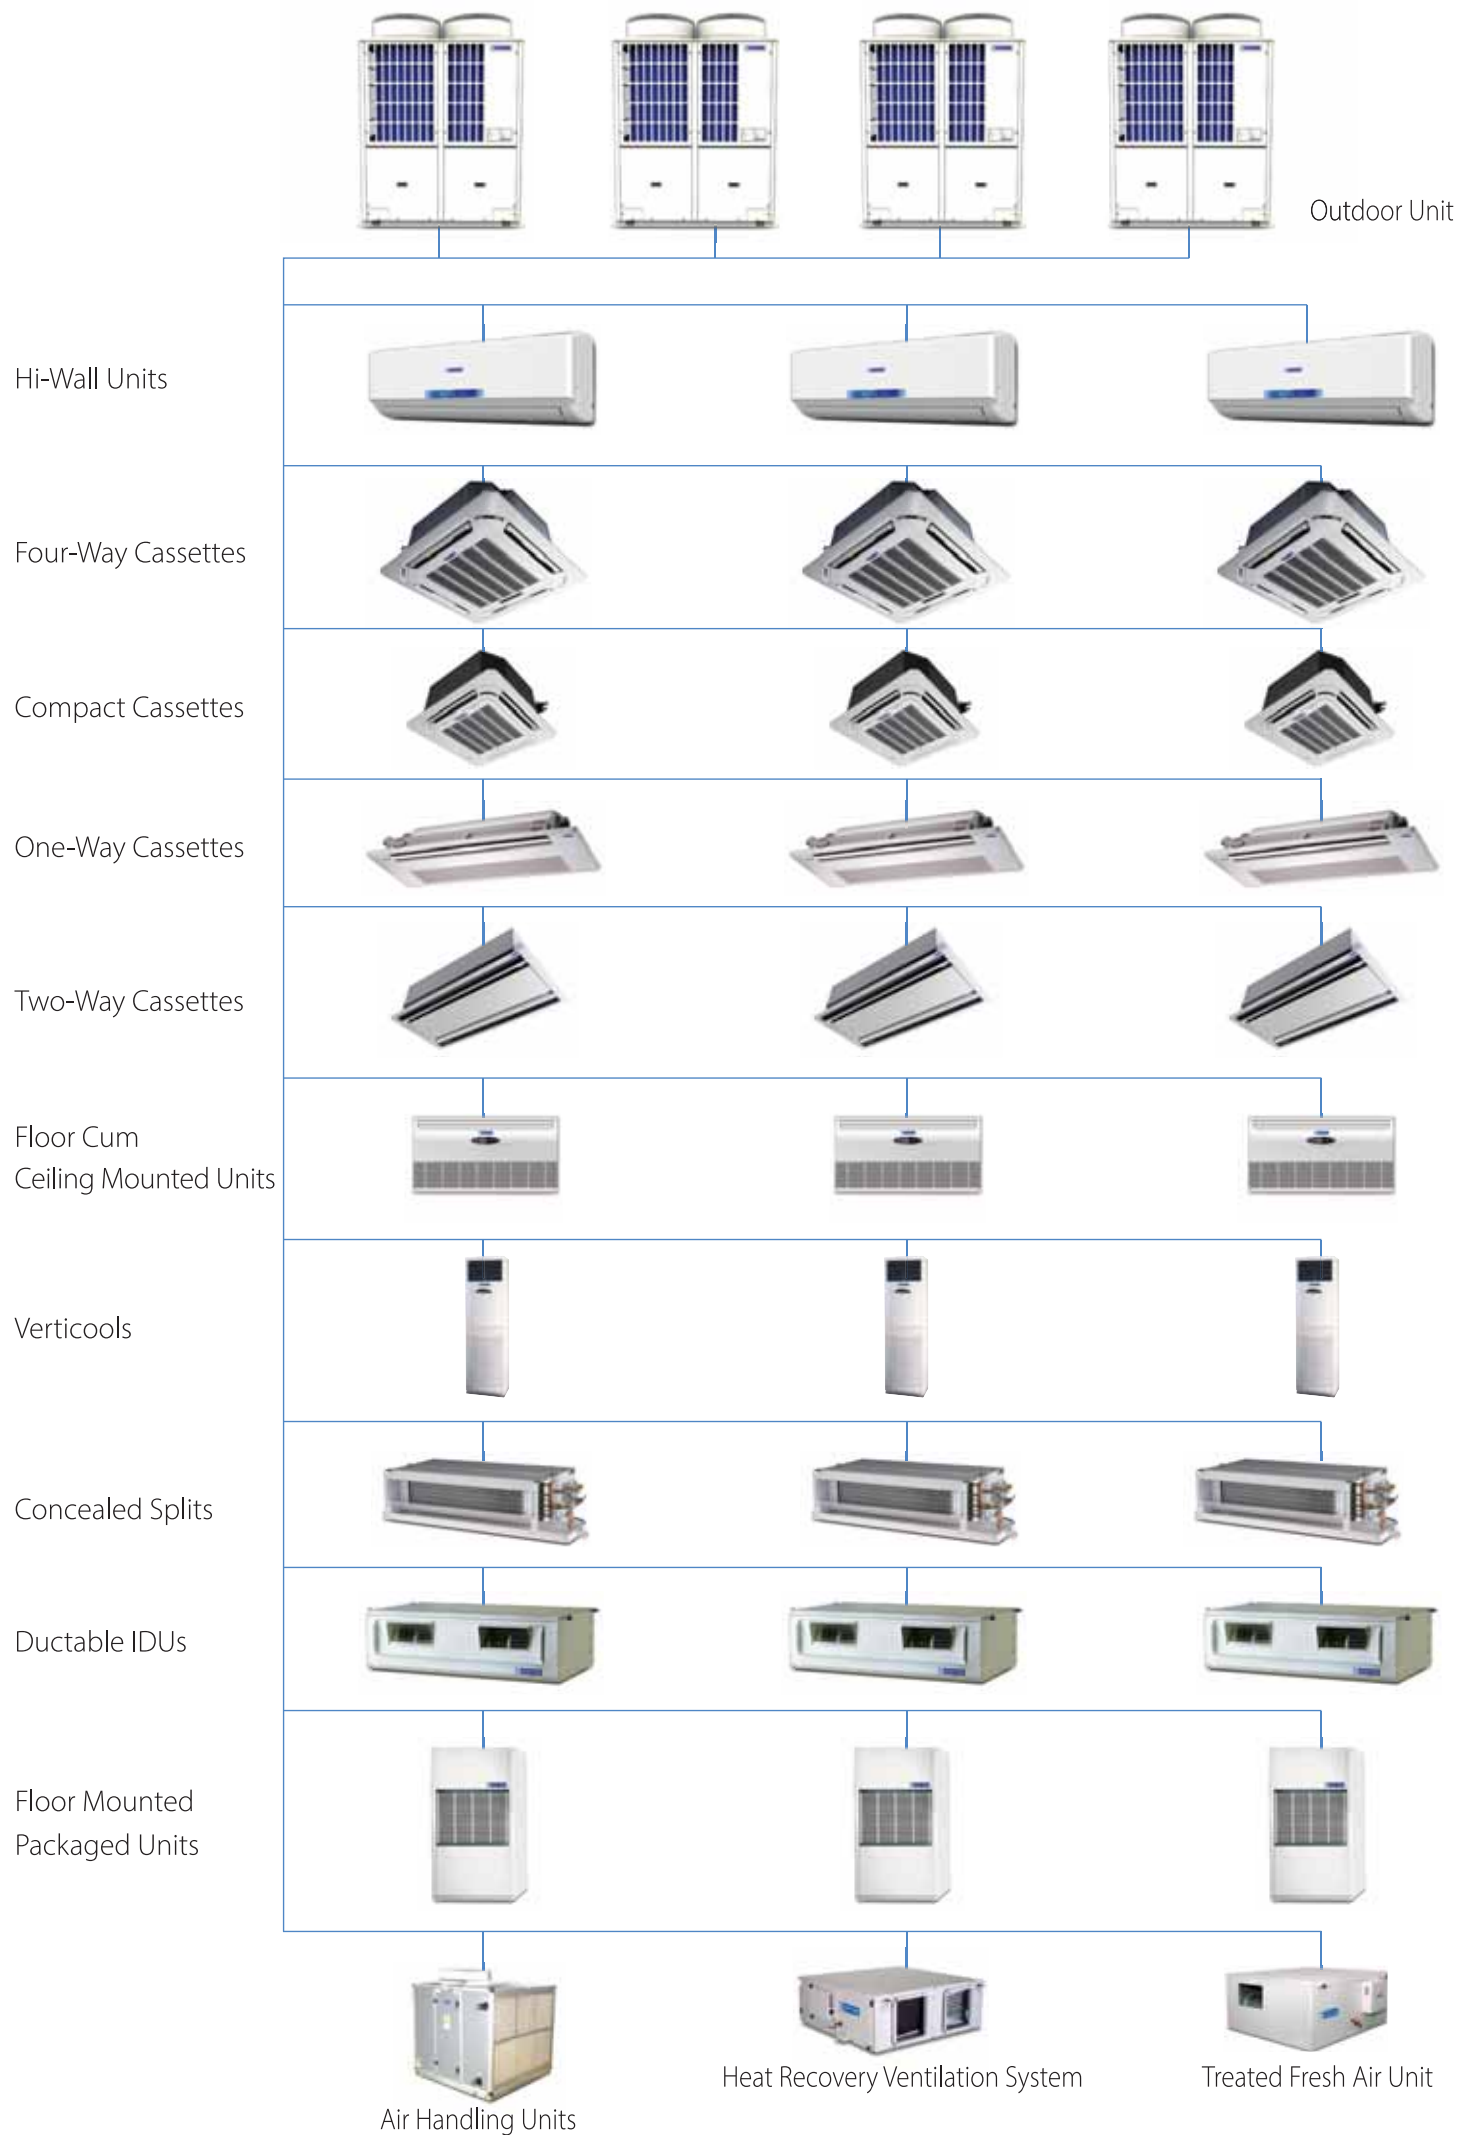 Outdoor Unit
Hi-Wall Units
Four-Way Cassettes
Compact Cassettes
One-Way Cassettes
Two-Way Cassettes
Floor Cum
Ceiling Mounted Units
Verticools
Concealed Splits
Ductable IDUs
Floor Mounted
Packaged Units
Air Handling Units
Heat Recovery Ventilation System
Treated Fresh Air Unit